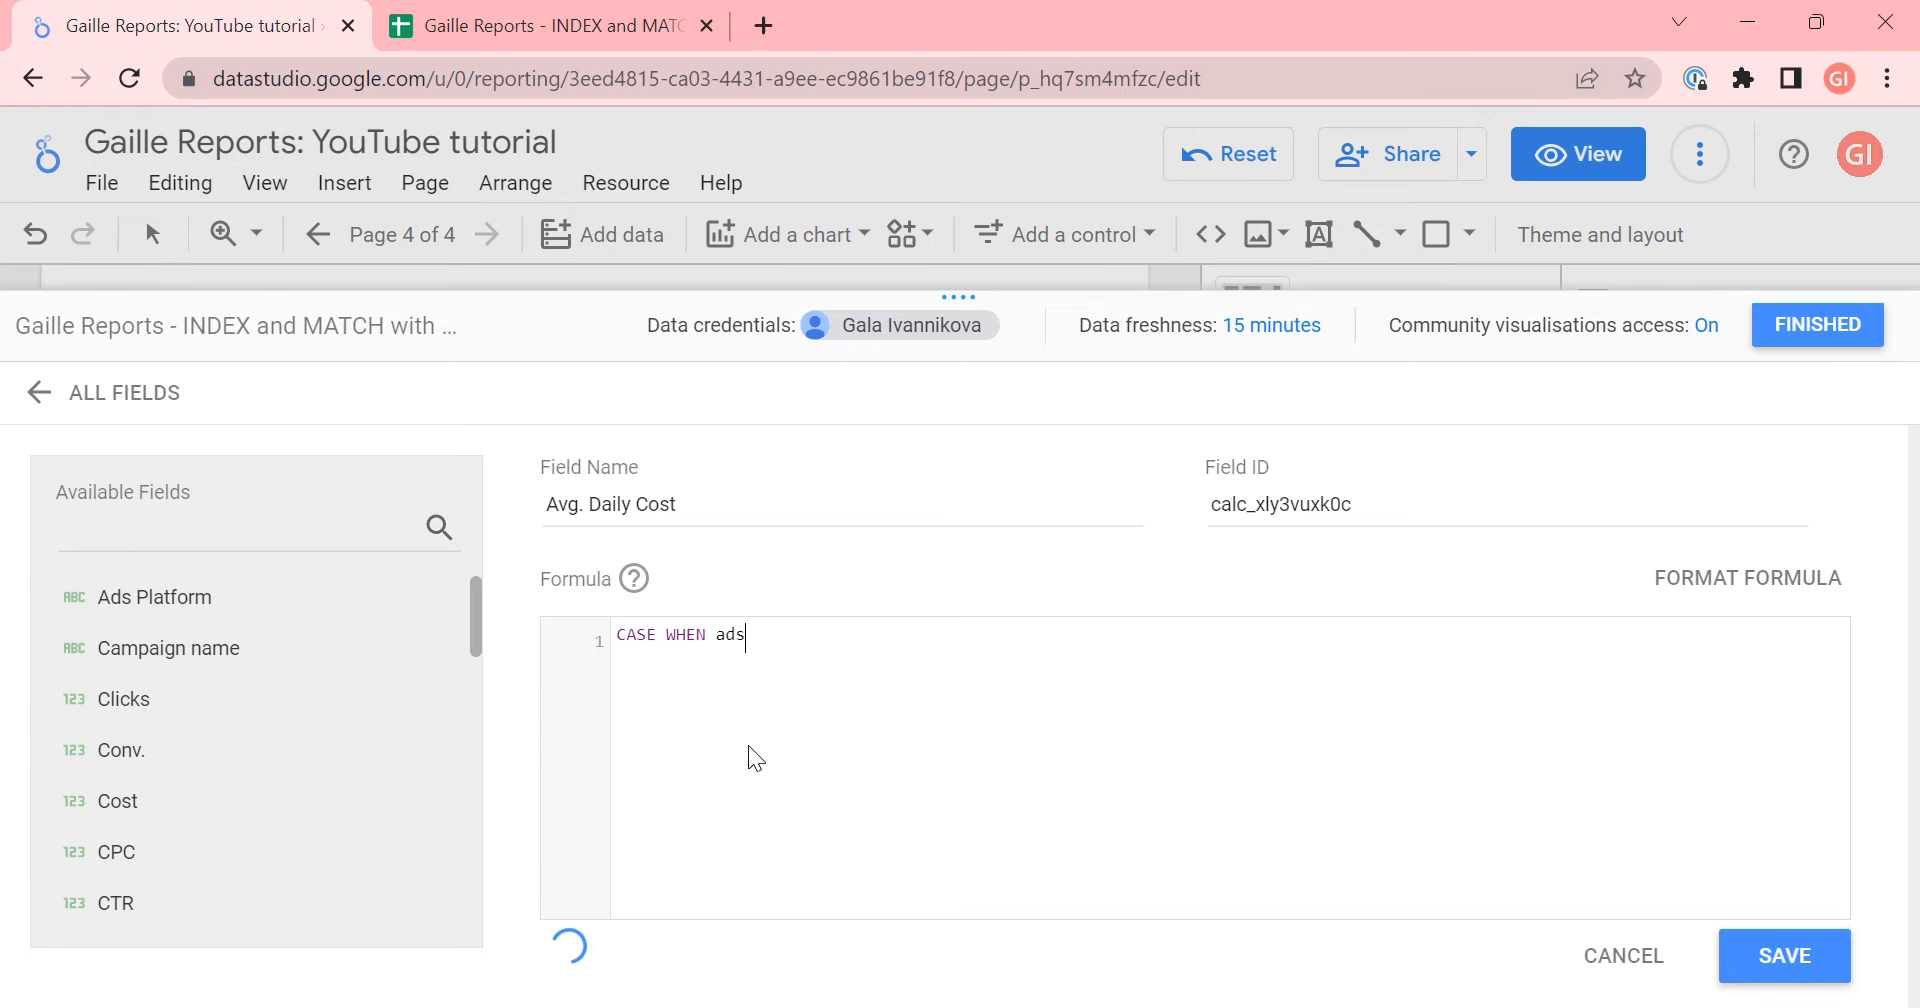 Gaille Reports: YouTube tutorial
Gaille Reports - INDEX and MATC
datastudio.google.com/u/0/reporting/3eed4815-ca03-4431-a9ee-ec9861be91f8/page/p_hq7sm4mfzc/edit
GI
Gaille Reports: YouTube tutorial
Reset
Share
View
GI
File Editing View Insert Page Arrange Resource Help
Page 4 of 4
Add data
Add a chart
Add a control
Theme and layout
Gaille Reports - INDEX and MATCH with ...
Data credentials: Gala Ivannikova
Data freshness: 15 minutes
Community visualisations access: On
FINISHED
ALL FIELDS
Available Fields
ABC Ads Platform
ABC Campaign name
123 Clicks
123 Conv.
123 Cost
123 CPC
123 CTR
Field Name
Avg. Daily Cost
Field ID
calc_xly3vuxk0c
Formula
FORMAT FORMULA
1 CASE WHEN ads
CANCEL
SAVE